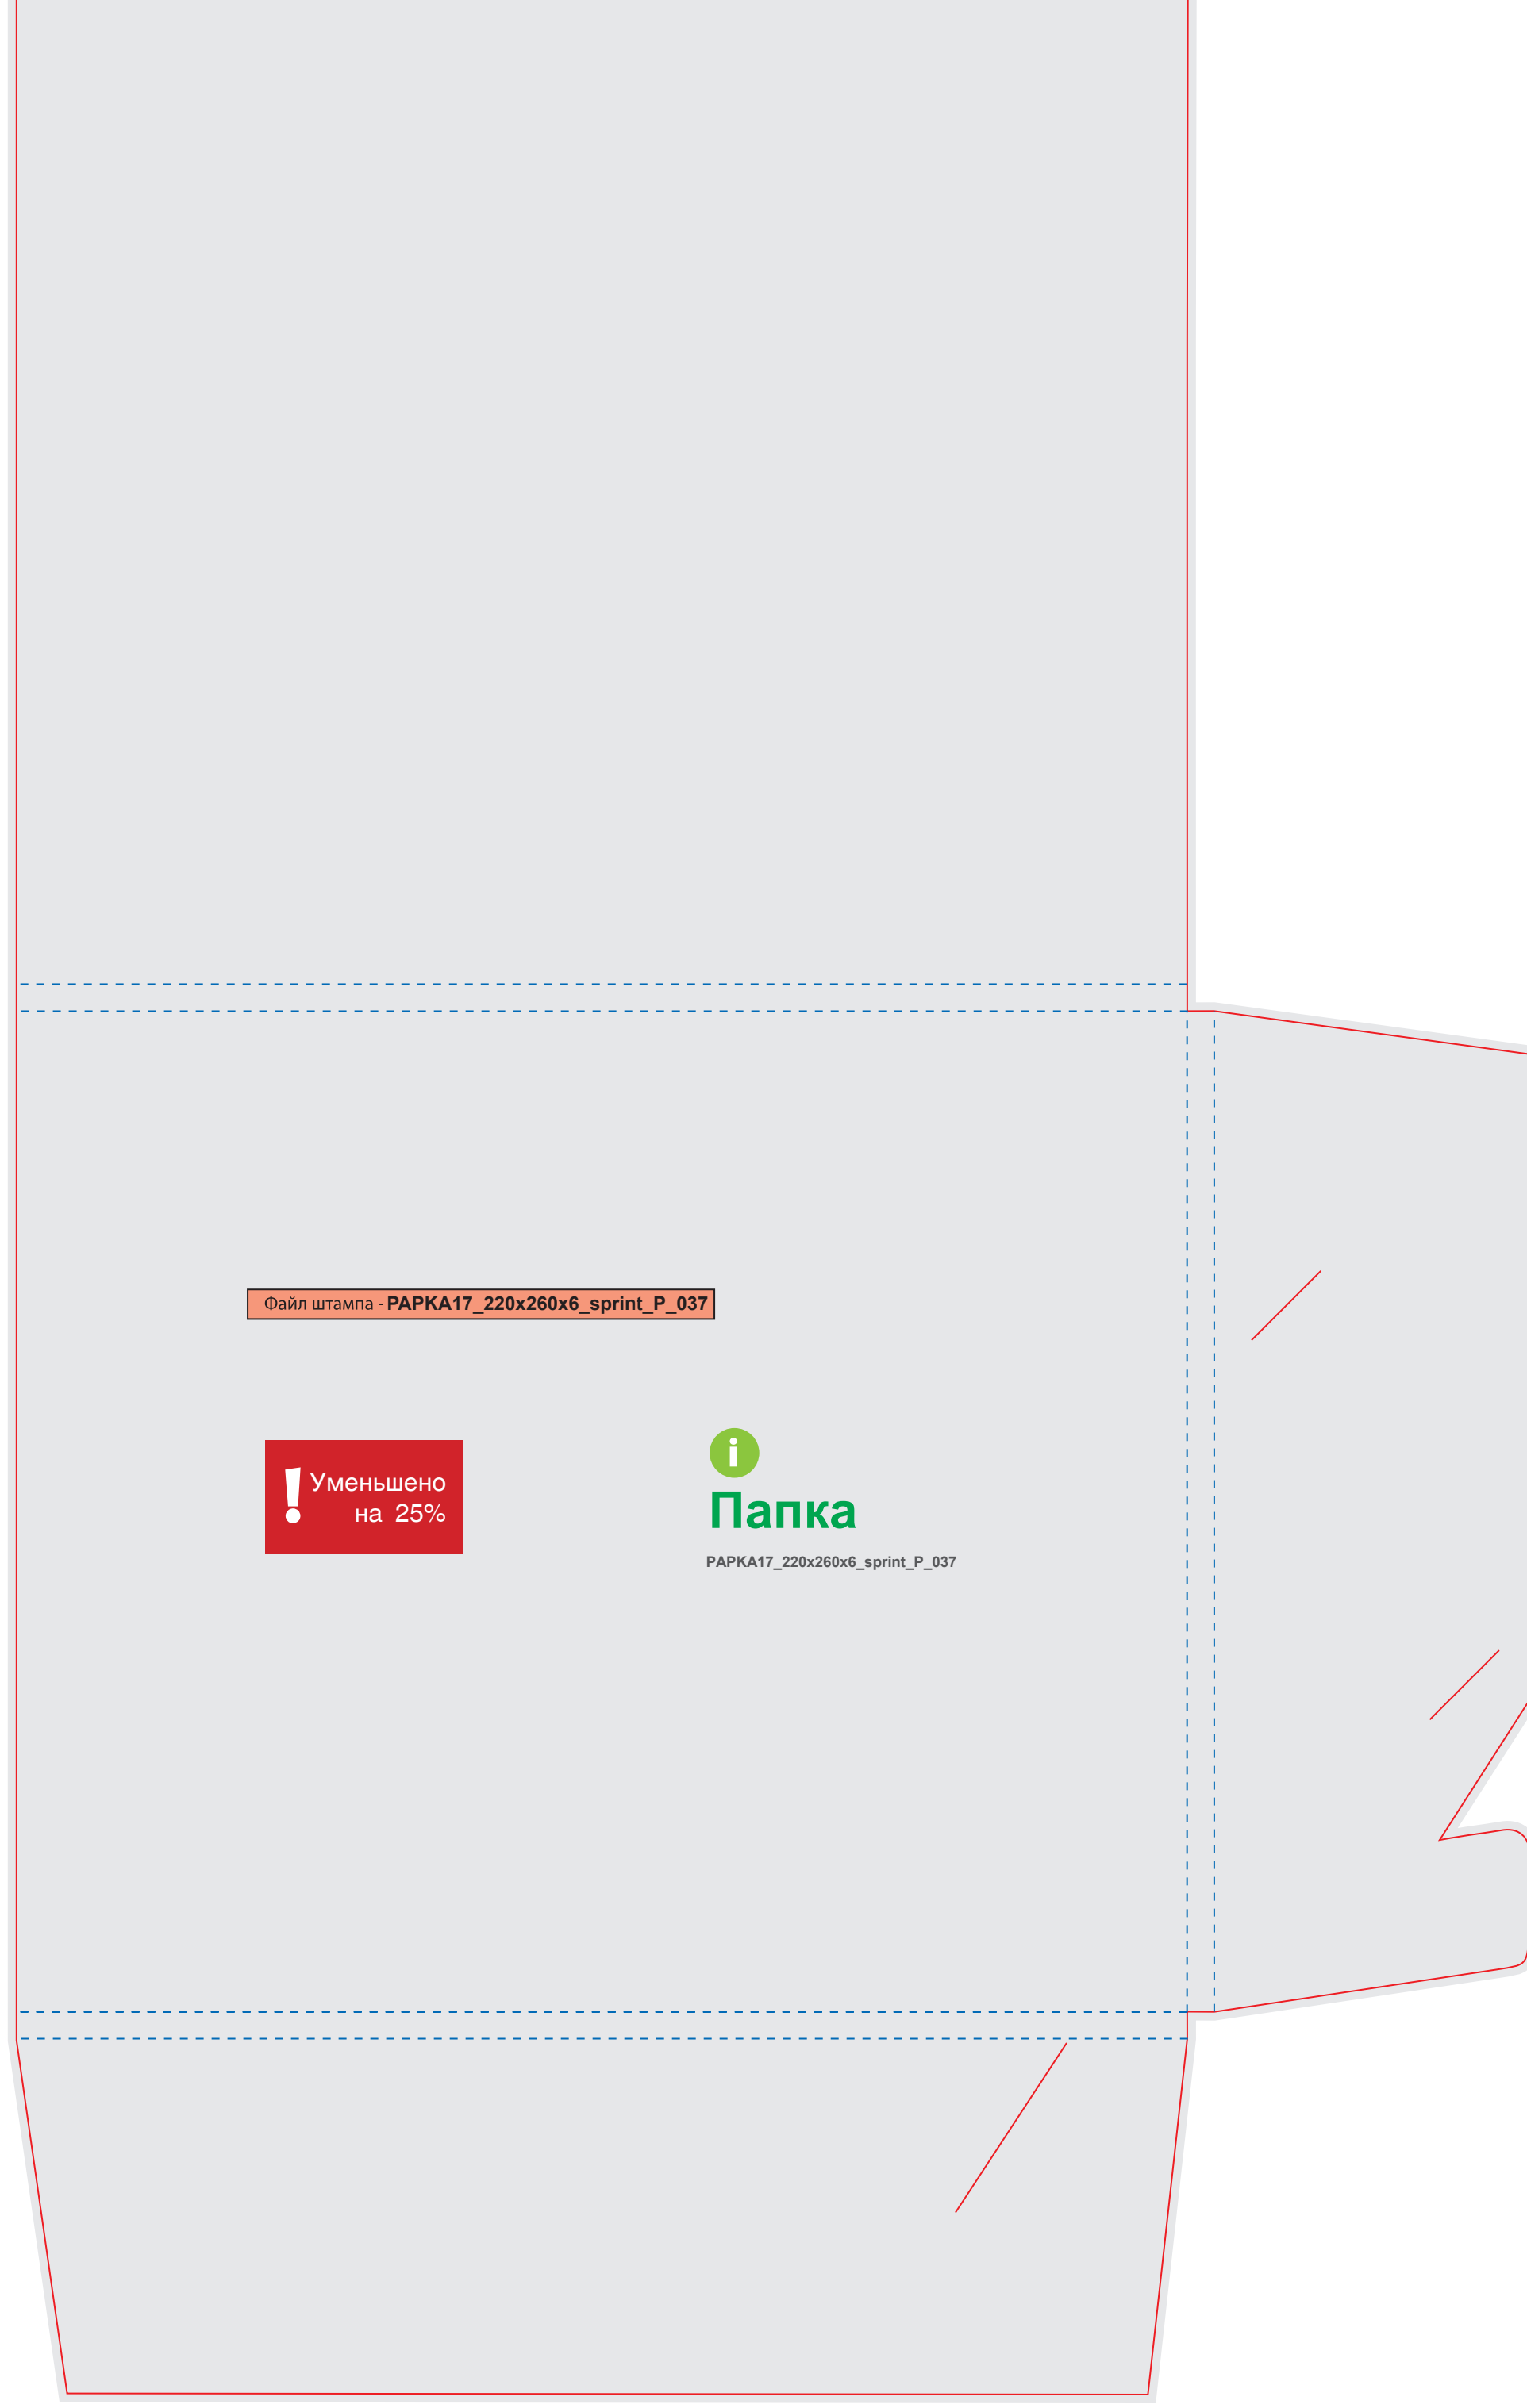 Файл штампа - PAPKA17_220x260x6_sprint_P_037
! Уменьшено
на 25%
i
Папка
PAPKA17_220x260x6_sprint_P_037